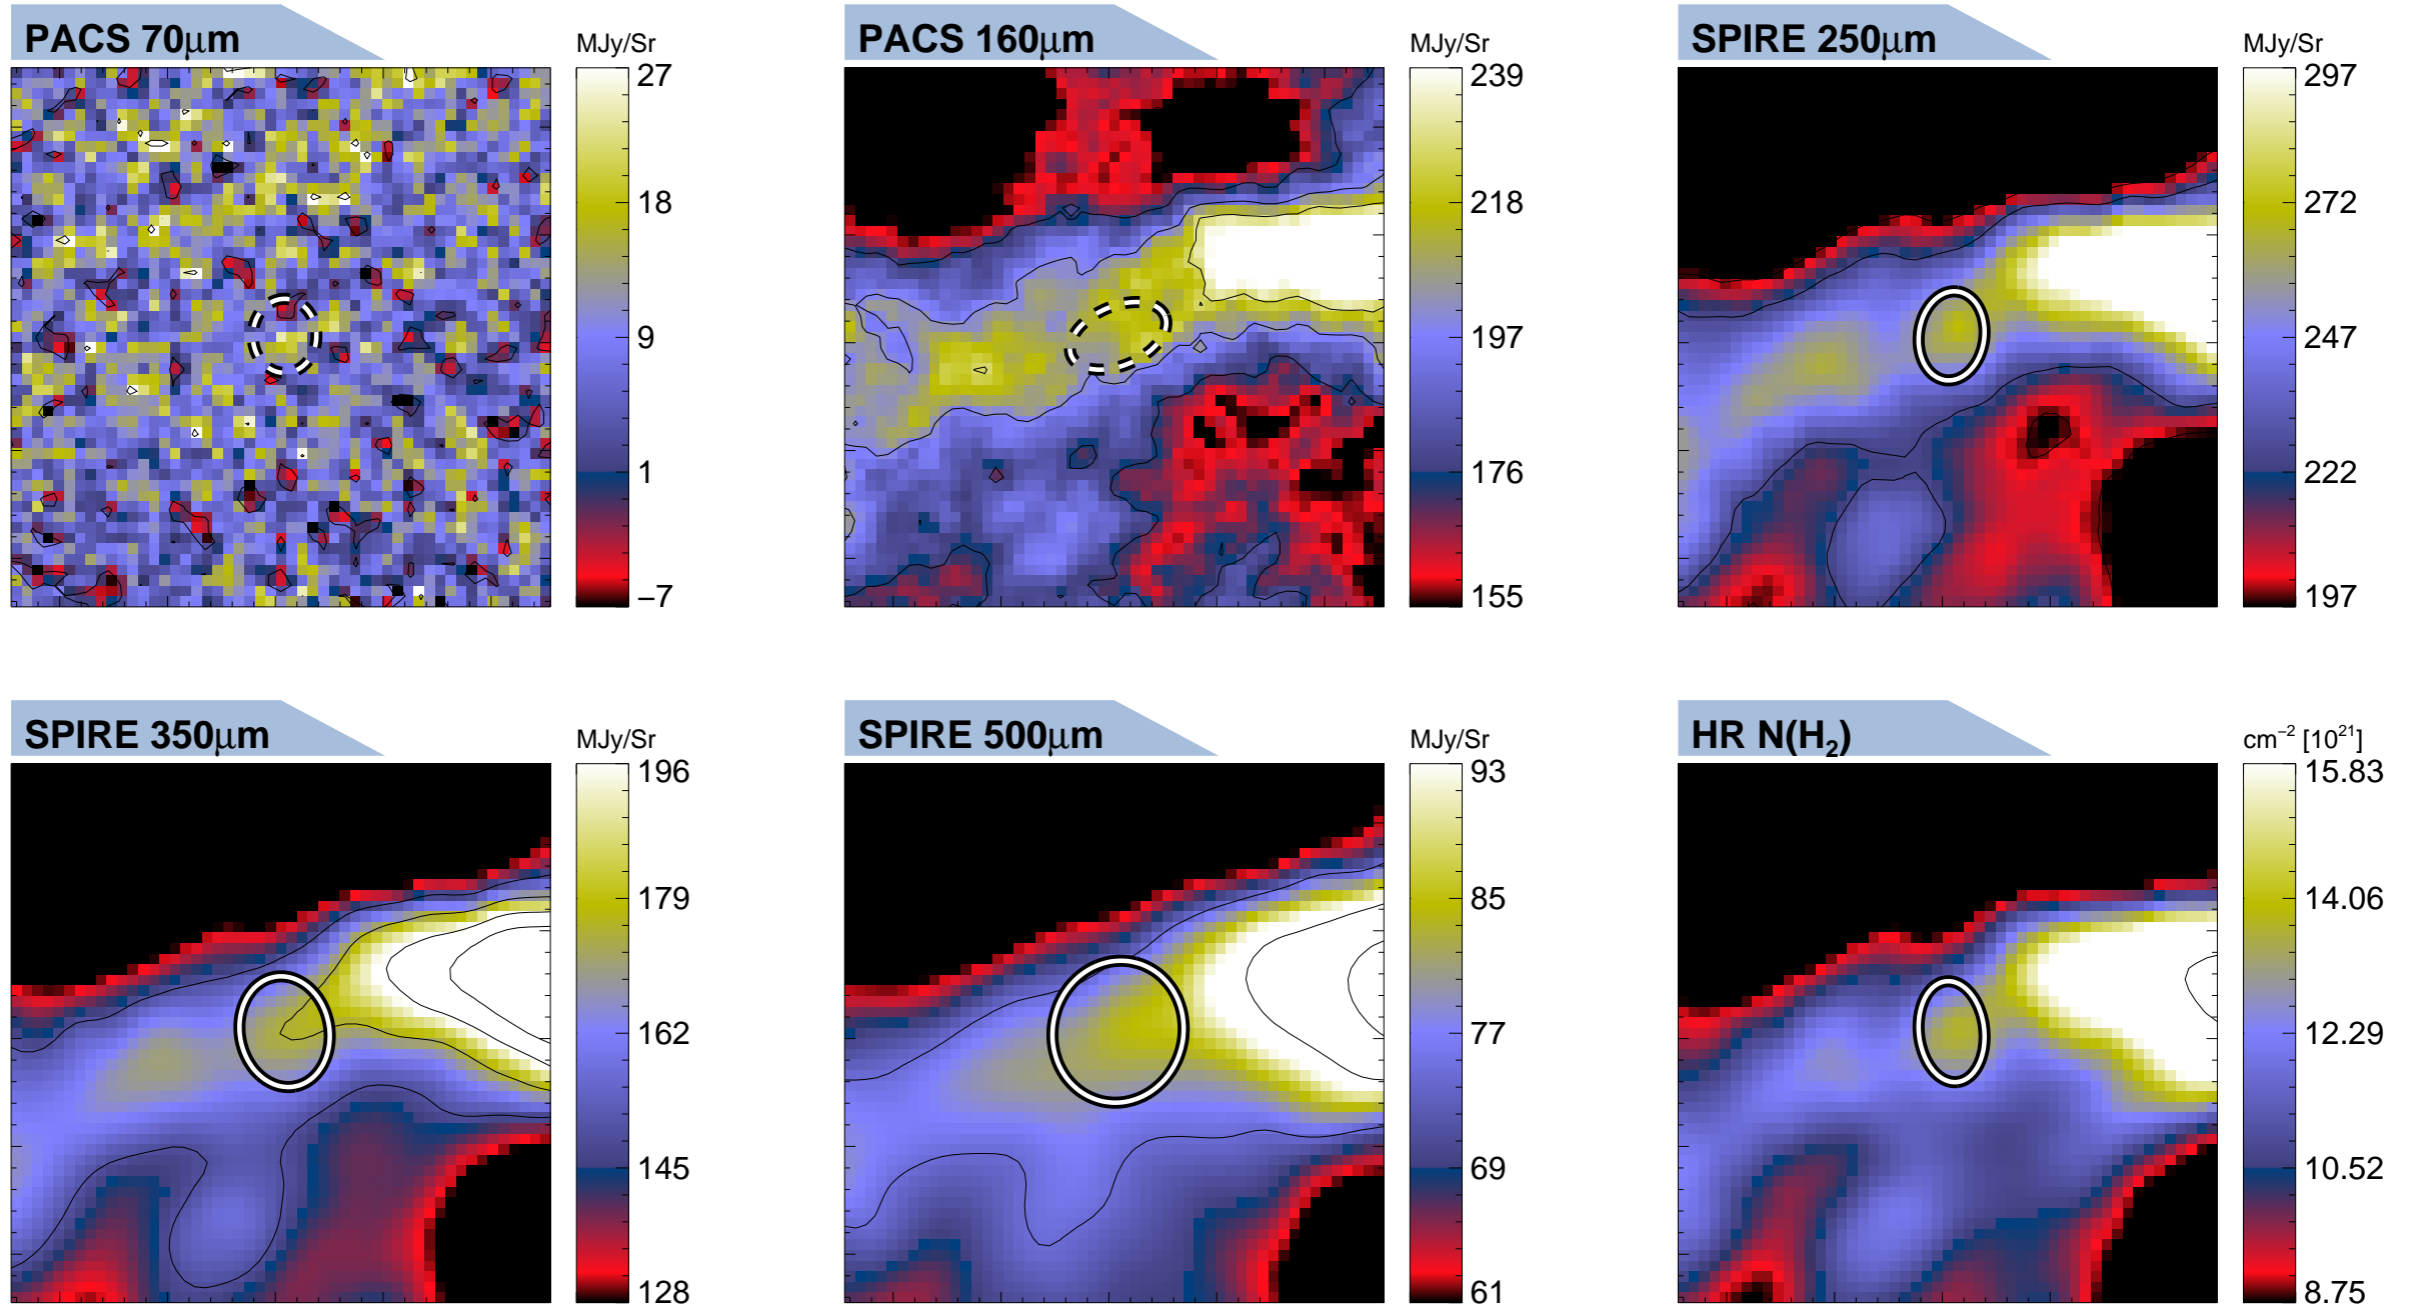 PACS 70μm
MJy/Sr
27
18
9
1
−7
PACS 160μm
MJy/Sr
239
218
197
176
155
SPIRE 250μm
MJy/Sr
297
272
247
222
197
SPIRE 350μm
MJy/Sr
196
179
162
145
128
SPIRE 500μm
MJy/Sr
93
85
77
69
61
HR N(H₂)
cm⁻² [10²¹]
15.83
14.06
12.29
10.52
8.75